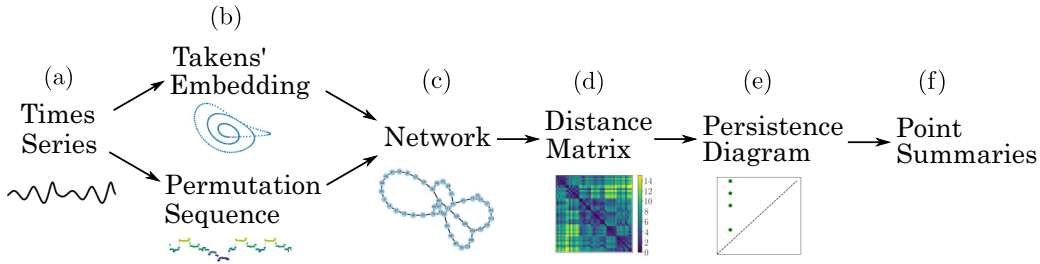 (a)
Times
Series
(b)
Takens'
Embedding
Permutation
Sequence
(c)
Network
(d)
Distance
Matrix
14
12
10
8
6
4
2
0
(e)
Persistence
Diagram
(f)
Point
Summaries